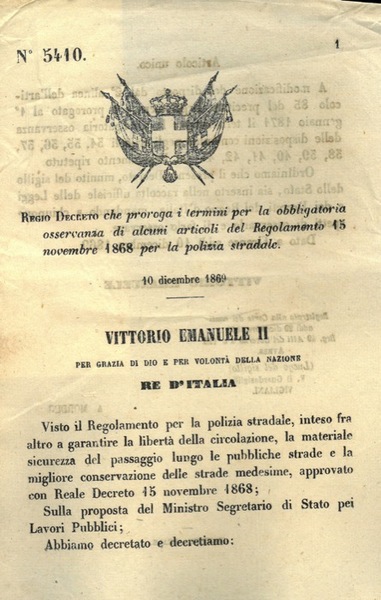 N° 5410.
1
REGIO DECRETO che proroga i termini per la obbligatoria
osservanza di alcuni articoli del Regolamento 15
novembre 1868 per la polizia stradale.
10 dicembre 1869
VITTORIO EMANUELE II
PER GRAZIA DI DIO E PER VOLONTÀ DELLA NAZIONE
RE D'ITALIA
Visto il Regolamento per la polizia stradale, inteso fra
altro a garantire la libertà della circolazione, la materiale
sicurezza del passaggio lungo le pubbliche strade e la
migliore conservazione delle strade medesime, approvato
con Reale Decreto 15 novembre 1868;
Sulla proposta del Ministro Segretario di Stato pei
Lavori Pubblici;
Abbiamo decretato e decretiamo: